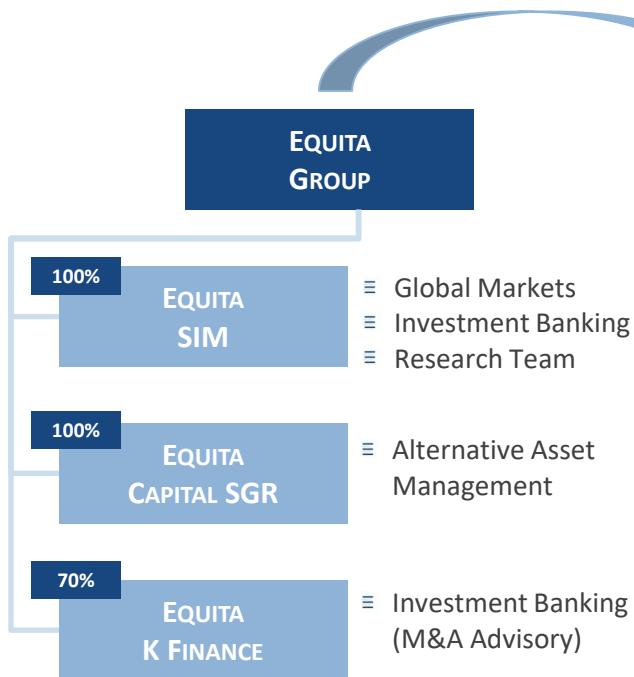 EQUITA
GROUP
100%
EQUITA
SIM
Global Markets
Investment Banking
Research Team
100%
EQUITA
CAPITAL SGR
Alternative Asset
Management
70%
EQUITA
K FINANCE
Investment Banking
(M&A Advisory)